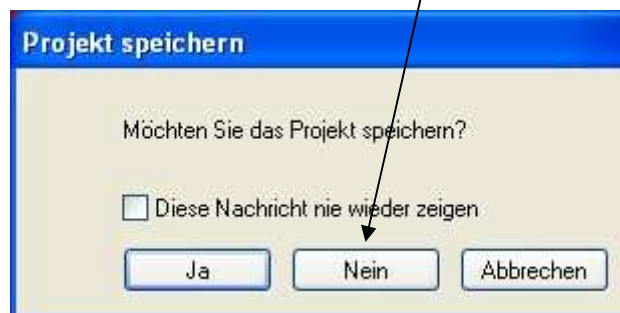 Projekt speichern
Möchten Sie das Projekt speichern?
Diese Nachricht nie wieder zeigen
Ja Nein Abbrechen